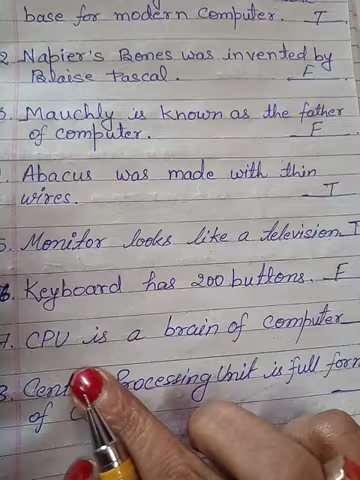 base for modern computer. T
2. Napier's Bones was invented by
Blaise Pascal. F
3. Mauchly is known as the father
of computer. F
Abacus was made with thin
wires. T
5. Monitor looks like a television T
6. Keyboard has 200 buttons. F
7. CPU is a brain of computer
8. Processing Unit is full form
of